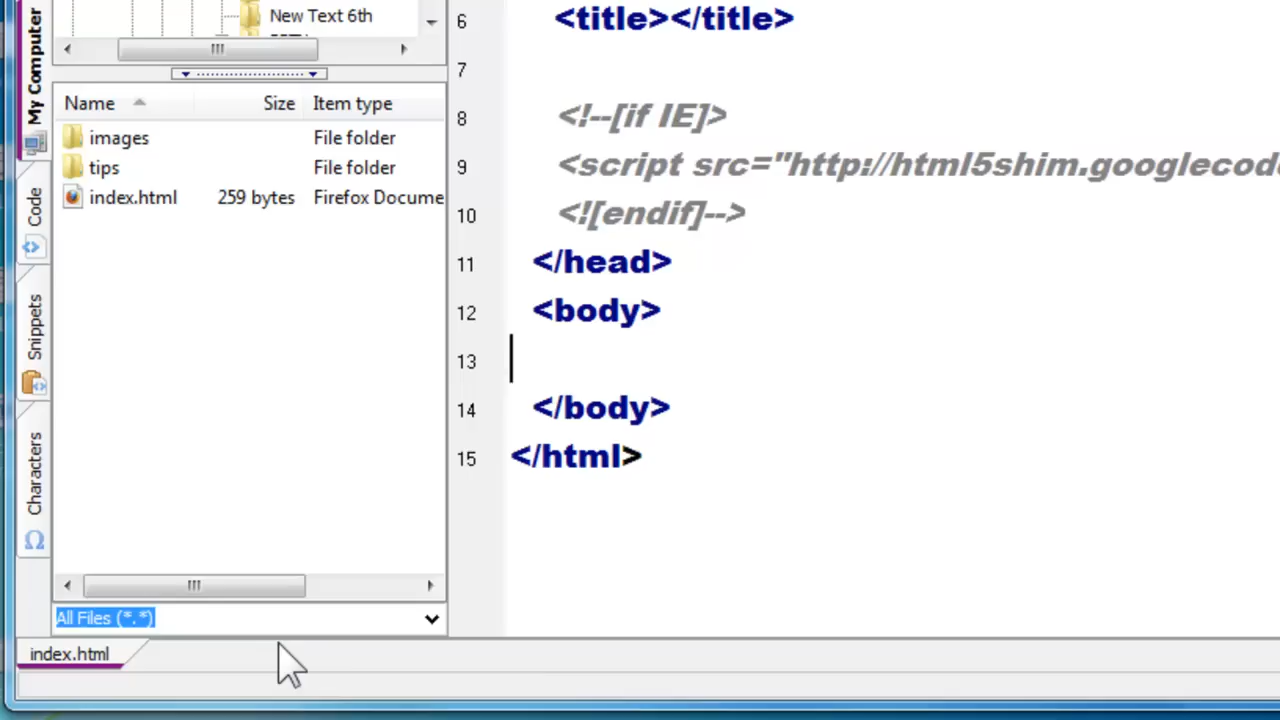 My Computer
Code
Snippets
Characters
New Text 6th
Name Size Item type
images File folder
tips File folder
index.html 259 bytes Firefox Docume
All Files (*.*)
index.html
6 <title></title>
7
8 <!--[if IE]>
9 <script src="http://html5shim.googlecod
10 <![endif]-->
11 </head>
12 <body>
13
14 </body>
15 </html>